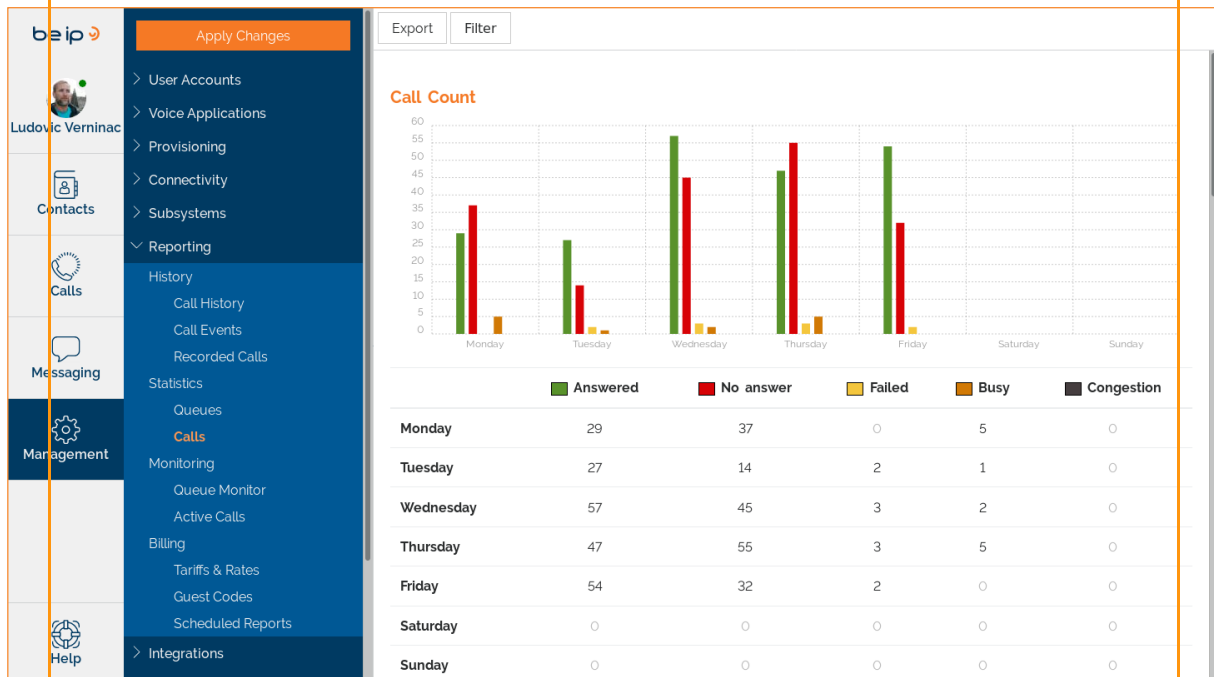 be ip
Ludovic Verninac
Contacts
Calls
Messaging
Management
Help
Apply Changes
User Accounts
Voice Applications
Provisioning
Connectivity
Subsystems
Reporting
History
Call History
Call Events
Recorded Calls
Statistics
Queues
Calls
Monitoring
Queue Monitor
Active Calls
Billing
Tariffs & Rates
Guest Codes
Scheduled Reports
Integrations
Export Filter
Call Count
60
55
50
45
40
35
30
25
20
15
10
5
0
Monday Tuesday Wednesday Thursday Friday Saturday Sunday
Answered No answer Failed Busy Congestion
Monday 29 37 0 5 0
Tuesday 27 14 2 1 0
Wednesday 57 45 3 2 0
Thursday 47 55 3 5 0
Friday 54 32 2 0 0
Saturday 0 0 0 0 0
Sunday 0 0 0 0 0